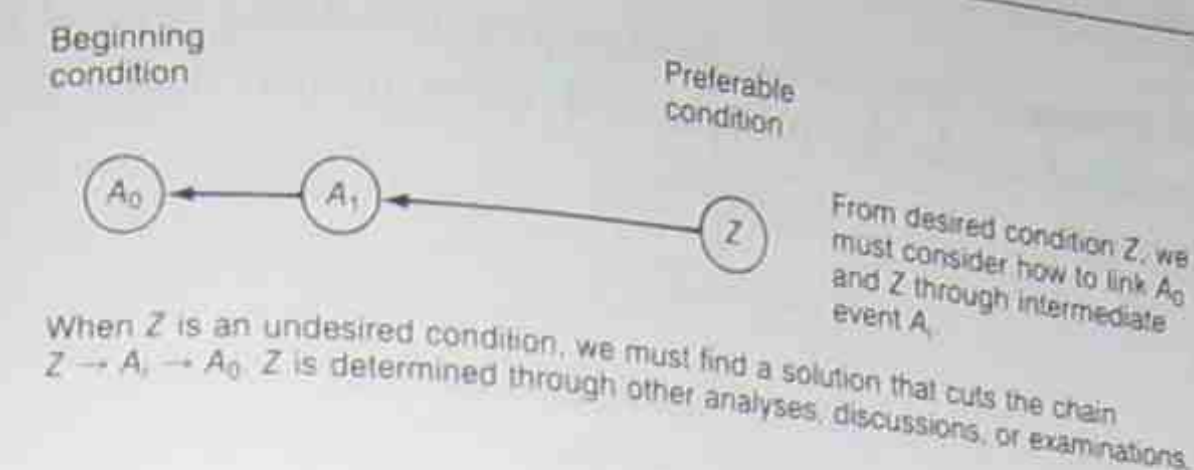 Beginning
condition
Preferable
condition
A₀
A₁
Z
From desired condition Z, we
must consider how to link A₀
and Z through intermediate
event Aᵢ
When Z is an undesired condition, we must find a solution that cuts the chain
Z → Aᵢ → A₀. Z is determined through other analyses, discussions, or examinations